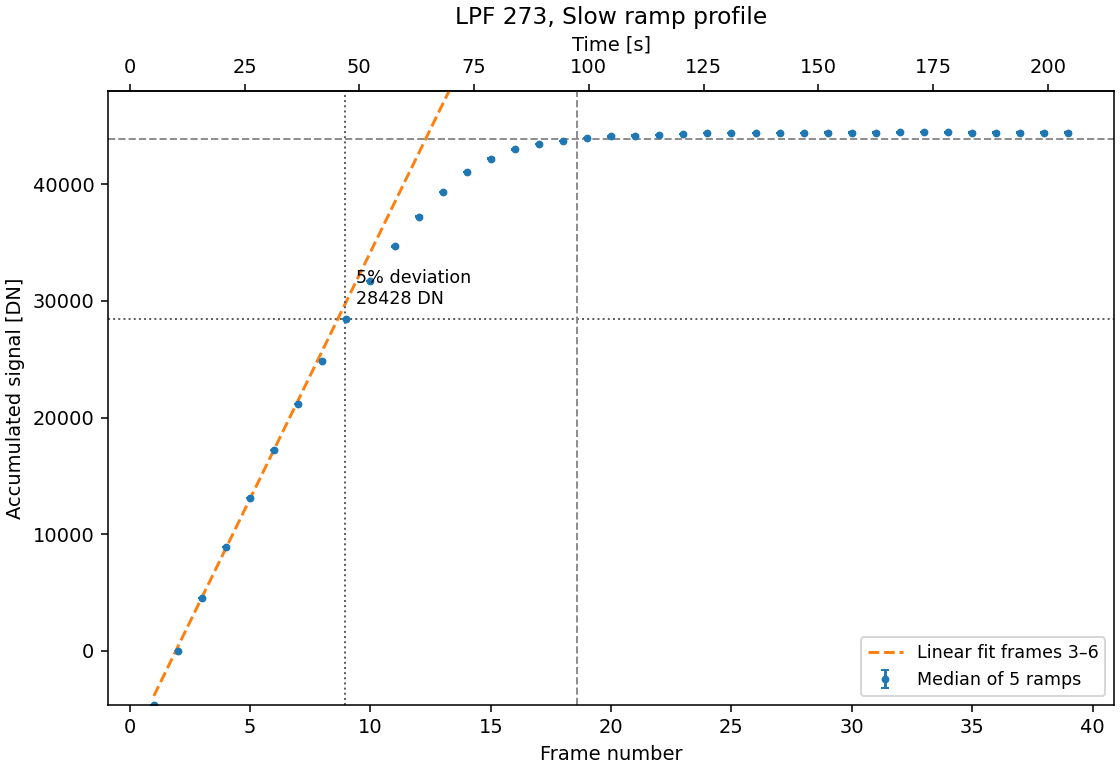 LPF 273, Slow ramp profile
Time [s]
0 25 50 75 100 125 150 175 200
Accumulated signal [DN]
40000
30000
20000
10000
0
5% deviation
28428 DN
Linear fit frames 3–6
Median of 5 ramps
0 5 10 15 20 25 30 35 40
Frame number